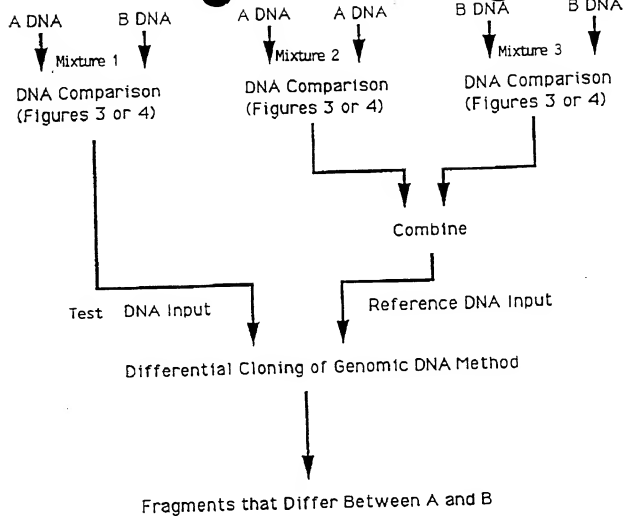 A DNA B DNA A DNA A DNA B DNA B DNA
Mixture 1 Mixture 2 Mixture 3
DNA Comparison DNA Comparison DNA Comparison
(Figures 3 or 4) (Figures 3 or 4) (Figures 3 or 4)
Combine
Test DNA Input Reference DNA Input
Differential Cloning of Genomic DNA Method
Fragments that Differ Between A and B